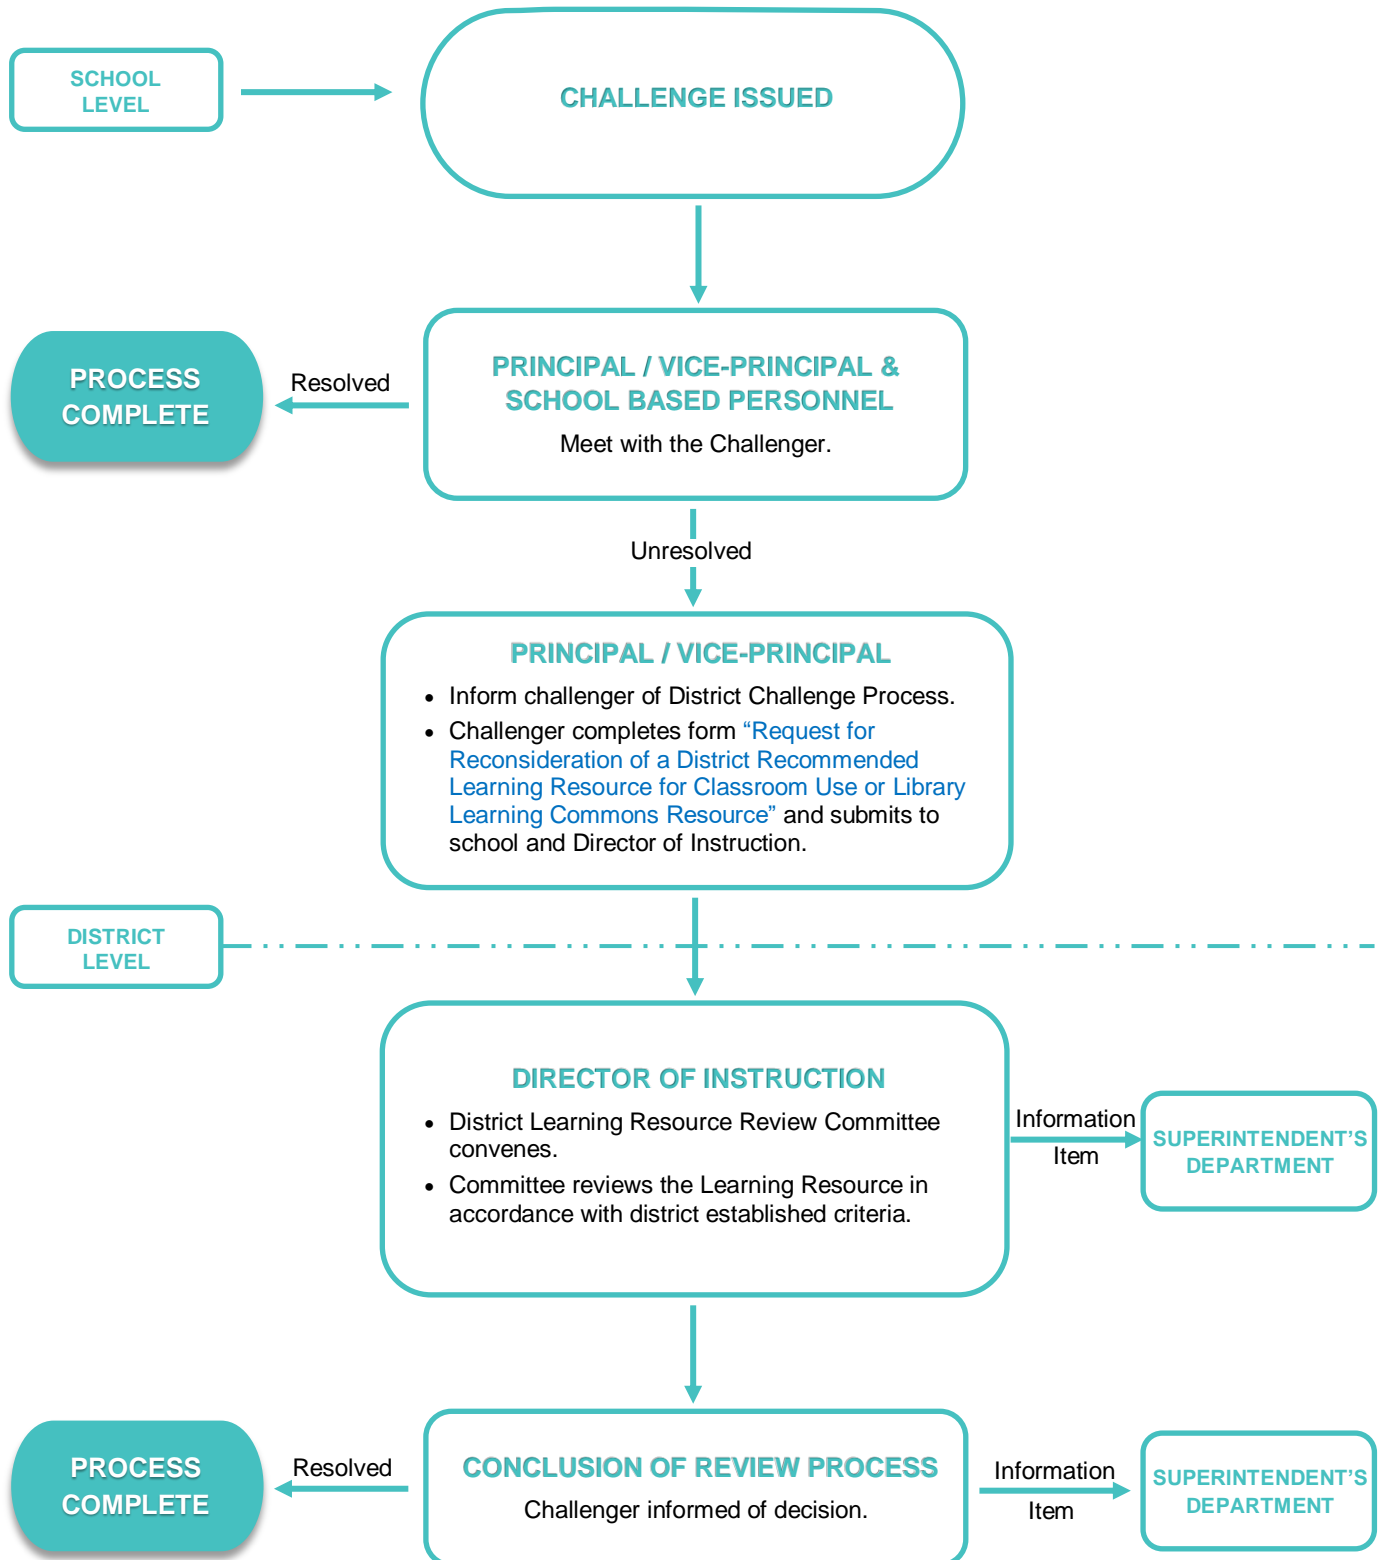 SCHOOL
LEVEL
CHALLENGE ISSUED
PROCESS
COMPLETE
Resolved
PRINCIPAL / VICE-PRINCIPAL &
SCHOOL BASED PERSONNEL
Meet with the Challenger.
Unresolved
PRINCIPAL / VICE-PRINCIPAL
• Inform challenger of District Challenge Process.
• Challenger completes form “Request for
Reconsideration of a District Recommended
Learning Resource for Classroom Use or Library
Learning Commons Resource” and submits to
school and Director of Instruction.
DISTRICT
LEVEL
DIRECTOR OF INSTRUCTION
• District Learning Resource Review Committee
convenes.
• Committee reviews the Learning Resource in
accordance with district established criteria.
Information
Item
SUPERINTENDENT’S
DEPARTMENT
PROCESS
COMPLETE
Resolved
CONCLUSION OF REVIEW PROCESS
Challenger informed of decision.
Information
Item
SUPERINTENDENT’S
DEPARTMENT